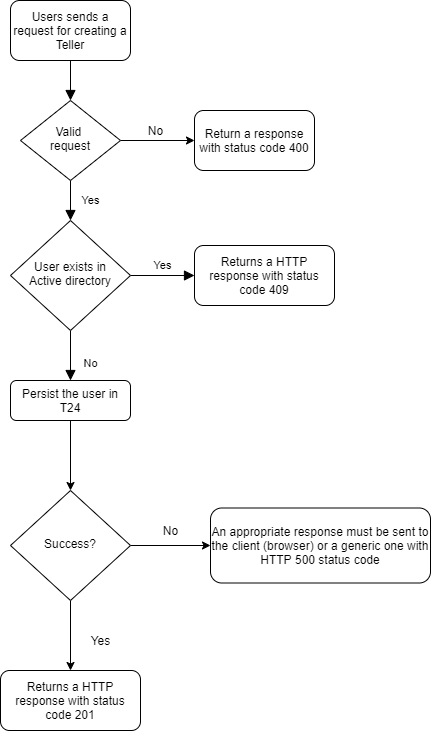 Users sends a
request for creating a
Teller
Valid
request
No
Return a response
with status code 400
Yes
User exists in
Active directory
Yes
Returns a HTTP
response with status
code 409
No
Persist the user in
T24
Success?
No
An appropriate response must be sent to
the client (browser) or a generic one with
HTTP 500 status code
Yes
Returns a HTTP
response with status
code 201